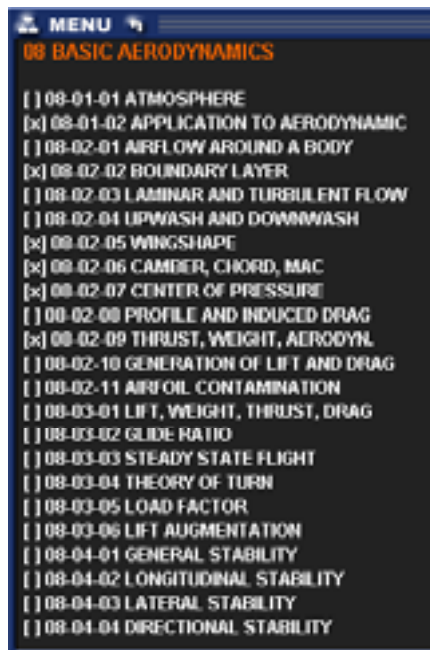 MENU
08 BASIC AERODYNAMICS
[ ] 08-01-01 ATMOSPHERE
[x] 08-01-02 APPLICATION TO AERODYNAMIC
[ ] 08-02-01 AIRFLOW AROUND A BODY
[x] 08-02-02 BOUNDARY LAYER
[ ] 08-02-03 LAMINAR AND TURBULENT FLOW
[ ] 08-02-04 UPWASH AND DOWNWASH
[x] 08-02-05 WINGSHAPE
[x] 08-02-06 CAMBER, CHORD, MAC
[x] 08-02-07 CENTER OF PRESSURE
[ ] 08-02-08 PROFILE AND INDUCED DRAG
[x] 08-02-09 THRUST, WEIGHT, AERODYN.
[ ] 08-02-10 GENERATION OF LIFT AND DRAG
[ ] 08-02-11 AIRFOIL CONTAMINATION
[ ] 08-03-01 LIFT, WEIGHT, THRUST, DRAG
[ ] 08-03-02 GLIDE RATIO
[ ] 08-03-03 STEADY STATE FLIGHT
[ ] 08-03-04 THEORY OF TURN
[ ] 08-03-05 LOAD FACTOR
[ ] 08-03-06 LIFT AUGMENTATION
[ ] 08-04-01 GENERAL STABILITY
[ ] 08-04-02 LONGITUDINAL STABILITY
[ ] 08-04-03 LATERAL STABILITY
[ ] 08-04-04 DIRECTIONAL STABILITY